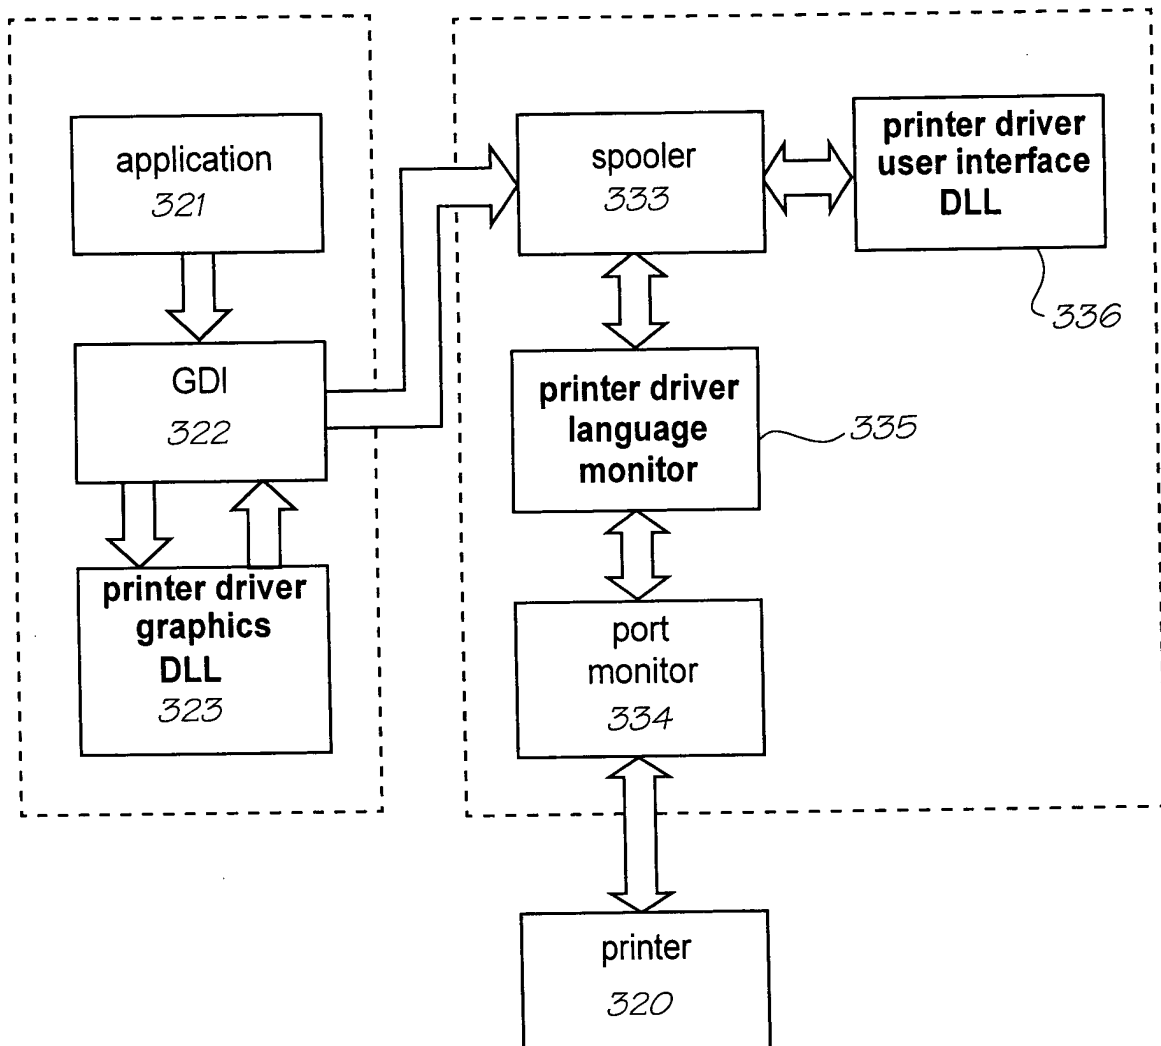 application
321
GDI
322
printer driver
graphics
DLL
323
spooler
333
printer driver
user interface
DLL
336
printer driver
language
monitor
335
port
monitor
334
printer
320